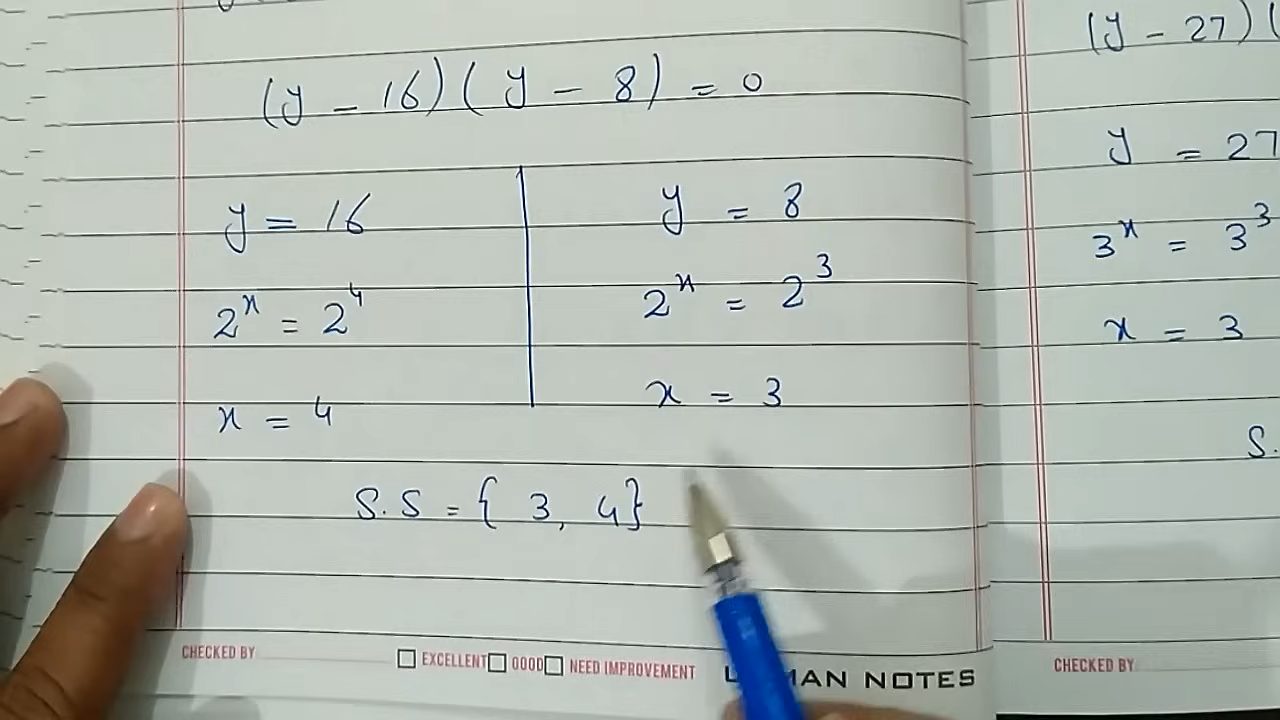 (y - 16)(y - 8) = 0
y = 16
2^x = 2^4
x = 4
y = 8
2^x = 2^3
x = 3
S.S = { 3, 4}
CHECKED BY
EXCELLENT GOOD NEED IMPROVEMENT
MAN NOTES
(y - 27)(
y = 27
3^x = 3^3
x = 3
S.
CHECKED BY